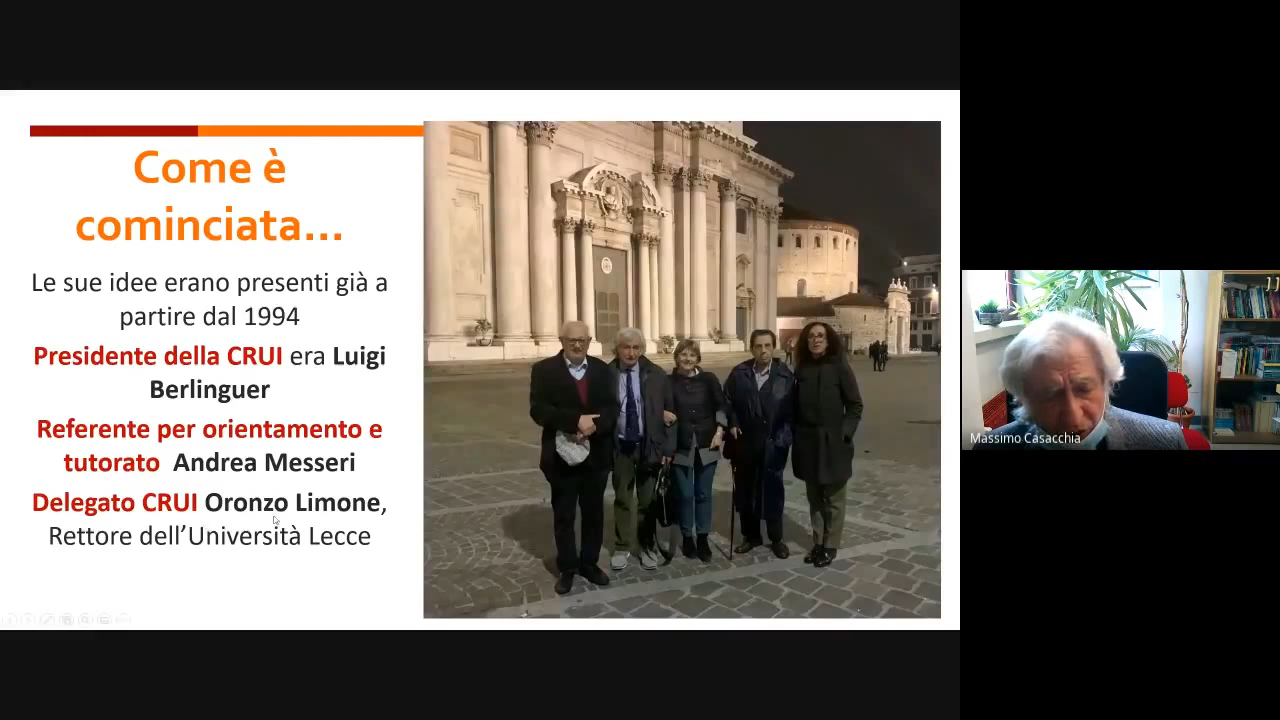 Come è
cominciata...
Le sue idee erano presenti già a
partire dal 1994
Presidente della CRUI era Luigi
Berlinguer
Referente per orientamento e
tutorato Andrea Messeri
Delegato CRUI Oronzo Limone,
Rettore dell’Università Lecce
Massimo Casacchia